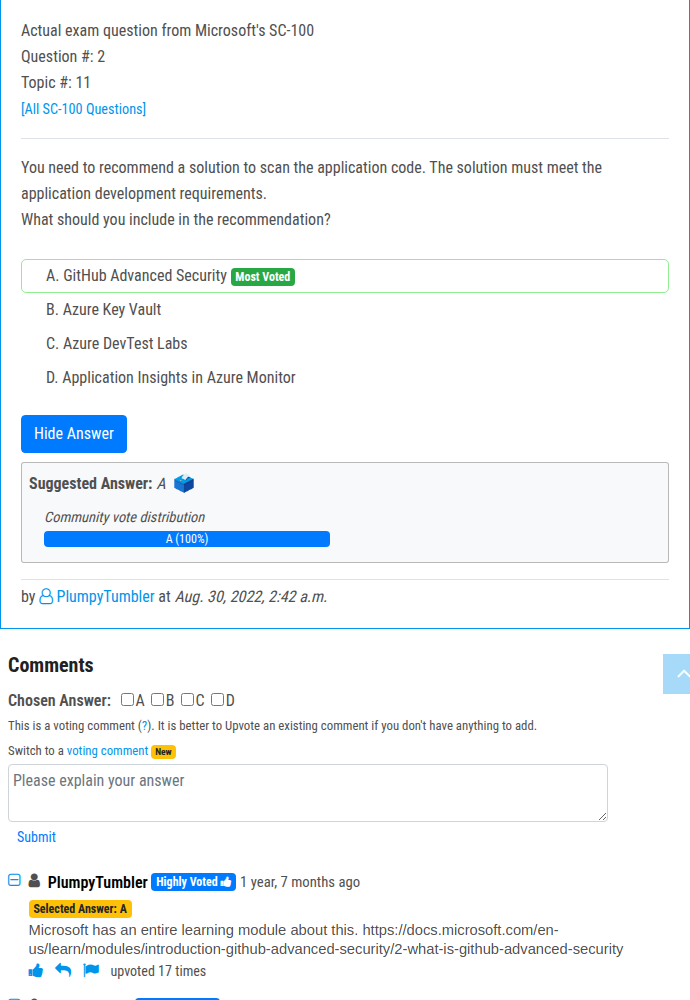 Actual exam question from Microsoft's SC-100
Question #: 2
Topic #: 11
[All SC-100 Questions]
You need to recommend a solution to scan the application code. The solution must meet the
application development requirements.
What should you include in the recommendation?
A. GitHub Advanced Security Most Voted
B. Azure Key Vault
C. Azure DevTest Labs
D. Application Insights in Azure Monitor
Hide Answer
Suggested Answer: A
Community vote distribution
A (100%)
by PlumpyTumbler at Aug. 30, 2022, 2:42 a.m.
Comments
Chosen Answer: A B C D
This is a voting comment (?). It is better to Upvote an existing comment if you don't have anything to add.
Switch to a voting comment New
Please explain your answer
Submit
PlumpyTumbler Highly Voted 1 year, 7 months ago
Selected Answer: A
Microsoft has an entire learning module about this. https://docs.microsoft.com/en-
us/learn/modules/introduction-github-advanced-security/2-what-is-github-advanced-security
upvoted 17 times